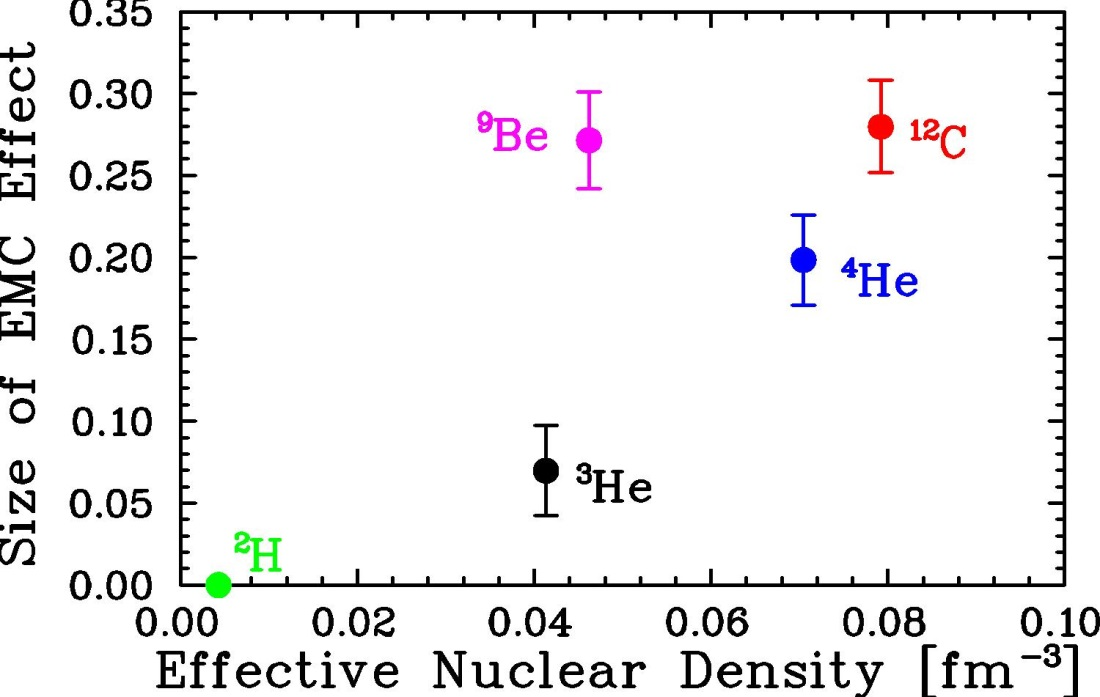 Size of EMC Effect
0.35
0.30
0.25
0.20
0.15
0.10
0.05
0.00
⁹Be
¹²C
⁴He
³He
²H
0.00 0.02 0.04 0.06 0.08 0.10
Effective Nuclear Density [fm⁻³]